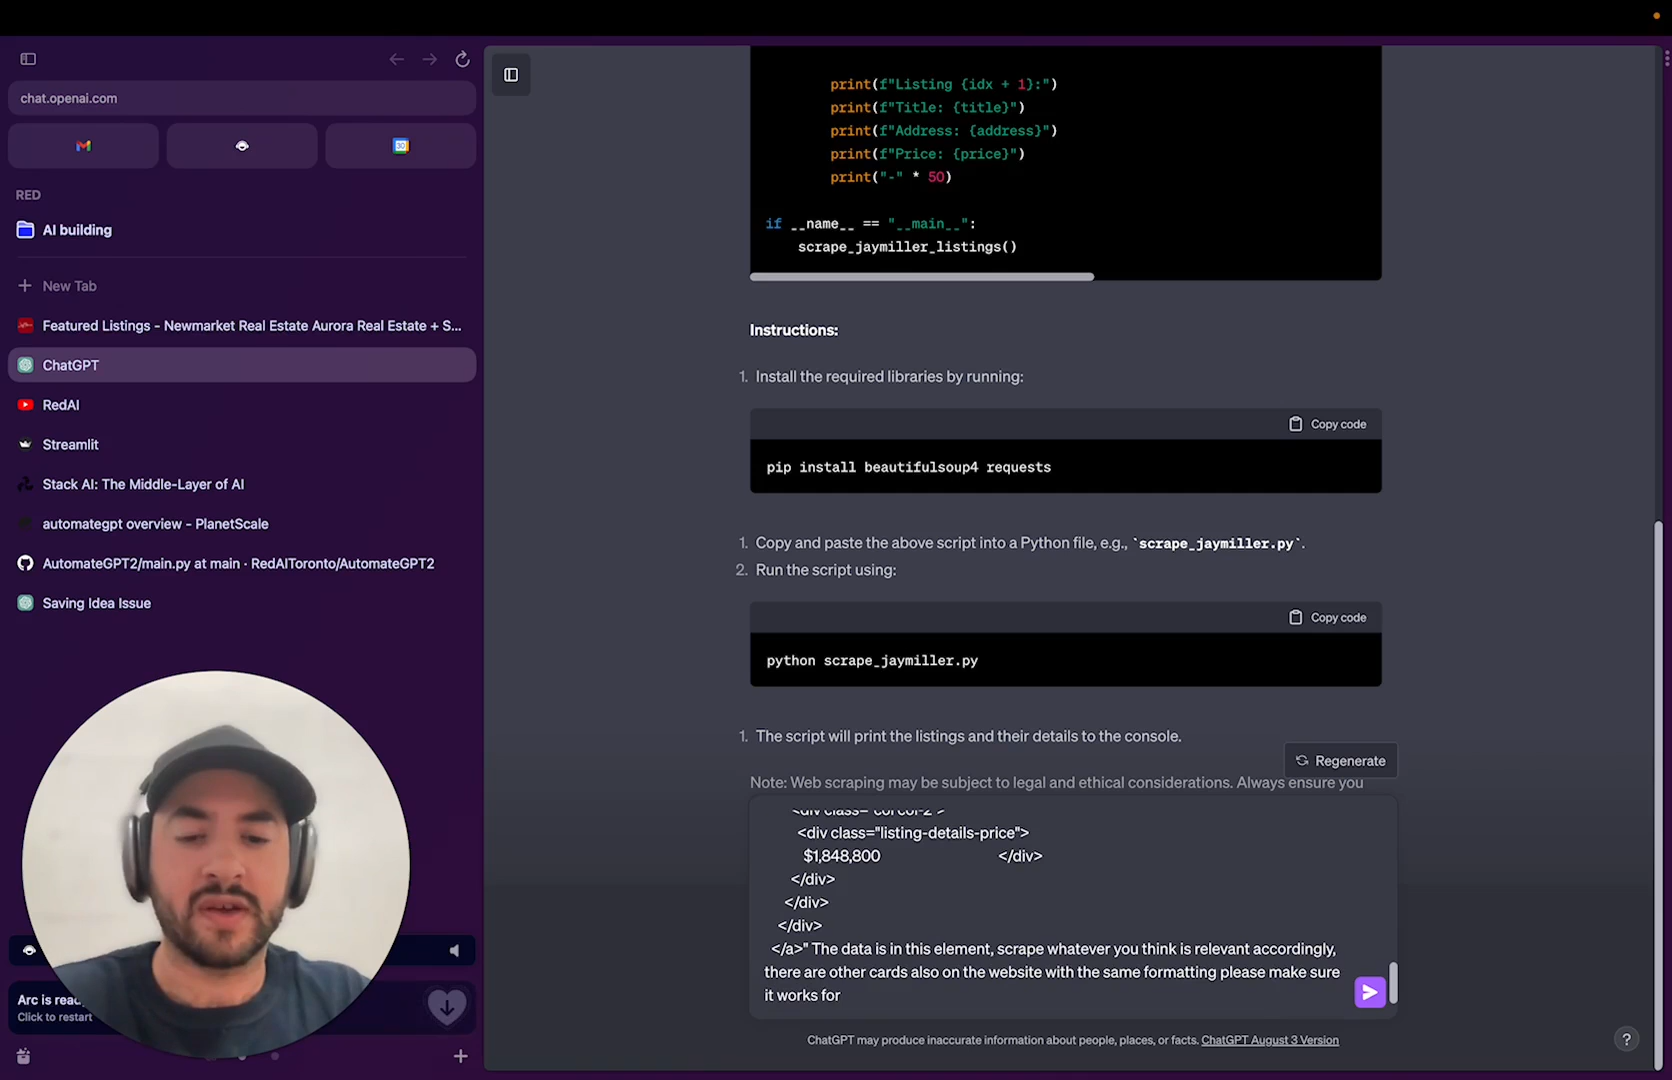 chat.openai.com
30
RED
AI building
New Tab
Featured Listings - Newmarket Real Estate Aurora Real Estate + S...
ChatGPT
RedAI
Streamlit
Stack AI: The Middle-Layer of AI
automategpt overview - PlanetScale
AutomateGPT2/main.py at main · RedAIToronto/AutomateGPT2
Saving Idea Issue
Arc is read
Click to restart
print(f"Listing {idx + 1}:")
print(f"Title: {title}")
print(f"Address: {address}")
print(f"Price: {price}")
print("-" * 50)
if __name__ == "__main__":
scrape_jaymiller_listings()
Instructions:
1. Install the required libraries by running:
Copy code
pip install beautifulsoup4 requests
1. Copy and paste the above script into a Python file, e.g., `scrape_jaymiller.py`.
2. Run the script using:
Copy code
python scrape_jaymiller.py
1. The script will print the listings and their details to the console.
Regenerate
Note: Web scraping may be subject to legal and ethical considerations. Always ensure you
<div class="listing-details-price">
$1,848,800 </div>
</div>
</div>
</div>
</a>" The data is in this element, scrape whatever you think is relevant accordingly,
there are other cards also on the website with the same formatting please make sure
it works for
ChatGPT may produce inaccurate information about people, places, or facts. ChatGPT August 3 Version
?